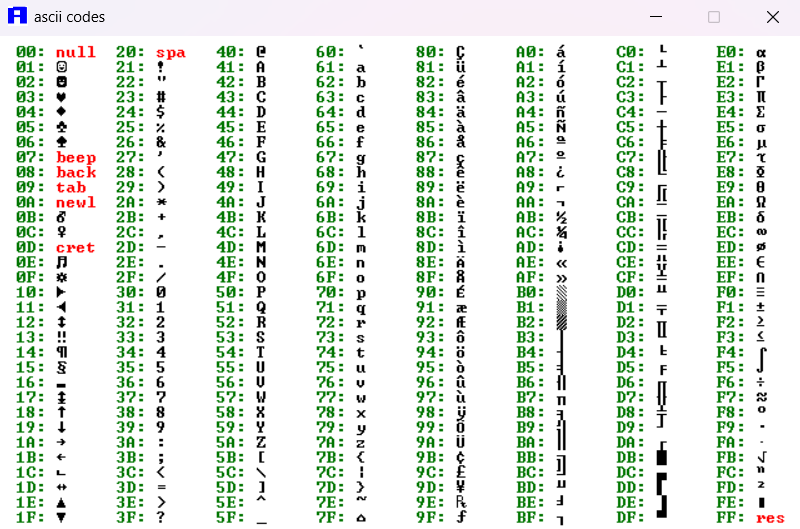 ascii codes
00: null 20: spa 40: @ 60: ` 80: Ç A0: á C0: └ E0: α
01: ☺ 21: ! 41: A 61: a 81: ü A1: í C1: ┴ E1: β
02: ☻ 22: " 42: B 62: b 82: é A2: ó C2: ┬ E2: Γ
03: ♥ 23: # 43: C 63: c 83: â A3: ú C3: ├ E3: π
04: ♦ 24: $ 44: D 64: d 84: ä A4: ñ C4: ─ E4: Σ
05: ♣ 25: % 45: E 65: e 85: à A5: Ñ C5: ┼ E5: σ
06: ♠ 26: & 46: F 66: f 86: å A6: ª C6: ╞ E6: µ
07: beep 27: ' 47: G 67: g 87: ç A7: º C7: ╟ E7: τ
08: back 28: ( 48: H 68: h 88: ê A8: ¿ C8: ╚ E8: Φ
09: tab 29: ) 49: I 69: i 89: ë A9: ⌐ C9: ╔ E9: θ
0A: newl 2A: * 4A: J 6A: j 8A: è AA: ¬ CA: ╩ EA: Ω
0B: ♂ 2B: + 4B: K 6B: k 8B: ï AB: ½ CB: ╦ EB: δ
0C: ♀ 2C: , 4C: L 6C: l 8C: î AC: ¼ CC: ╠ EC: ∞
0D: cret 2D: - 4D: M 6D: m 8D: ì AD: ¡ CD: ═ ED: ø
0E: ♫ 2E: . 4E: N 6E: n 8E: Ä AE: « CE: ╬ EE: ∈
0F: ☼ 2F: / 4F: O 6F: o 8F: Å AF: » CF: ╧ EF: ∩
10: ► 30: 0 50: P 70: p 90: É B0: ░ D0: ╨ F0: ≡
11: ◄ 31: 1 51: Q 71: q 91: æ B1: ▒ D1: ╤ F1: ±
12: ↕ 32: 2 52: R 72: r 92: Æ B2: ▓ D2: ╥ F2: ≥
13: ‼ 33: 3 53: S 73: s 93: ô B3: │ D3: ╙ F3: ≤
14: ¶ 34: 4 54: T 74: t 94: ö B4: ┤ D4: ╘ F4: ⌠
15: § 35: 5 55: U 75: u 95: ò B5: ╡ D5: ╒ F5: ⌡
16: ▬ 36: 6 56: V 76: v 96: û B6: ╢ D6: ╓ F6: ÷
17: ↨ 37: 7 57: W 77: w 97: ù B7: ╖ D7: ╫ F7: ≈
18: ↑ 38: 8 58: X 78: x 98: ÿ B8: ╕ D8: ╪ F8: °
19: ↓ 39: 9 59: Y 79: y 99: Ö B9: ╣ D9: ┘ F9: ∙
1A: → 3A: : 5A: Z 7A: z 9A: Ü BA: ║ DA: ┌ FA: ·
1B: ← 3B: ; 5B: [ 7B: { 9B: ¢ BB: ╗ DB: █ FB: √
1C: ∟ 3C: < 5C: \ 7C: ¦ 9C: £ BC: ╝ DC: ▄ FC: ⁿ
1D: ↔ 3D: = 5D: ] 7D: } 9D: ¥ BD: ╜ DD: ▌ FD: ²
1E: ▲ 3E: > 5E: ^ 7E: ~ 9E: ₧ BE: ╛ DE: ▐ FE: ■
1F: ▼ 3F: ? 5F: _ 7F: ⌂ 9F: ƒ BF: ┐ DF: ▀ FF: res